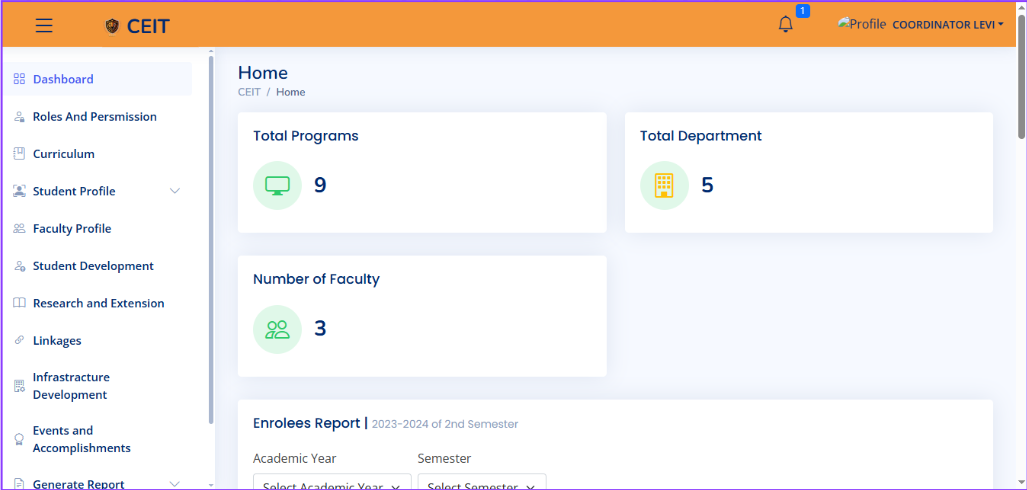 CEIT
1
Profile COORDINATOR LEVI
Dashboard
Roles And Persmission
Curriculum
Student Profile
Faculty Profile
Student Development
Research and Extension
Linkages
Infrastracture
Development
Events and
Accomplishments
Generate Report
Home
CEIT / Home
Total Programs
9
Total Department
5
Number of Faculty
3
Enrolees Report | 2023-2024 of 2nd Semester
Academic Year Semester
Select Academic Year Select Semester